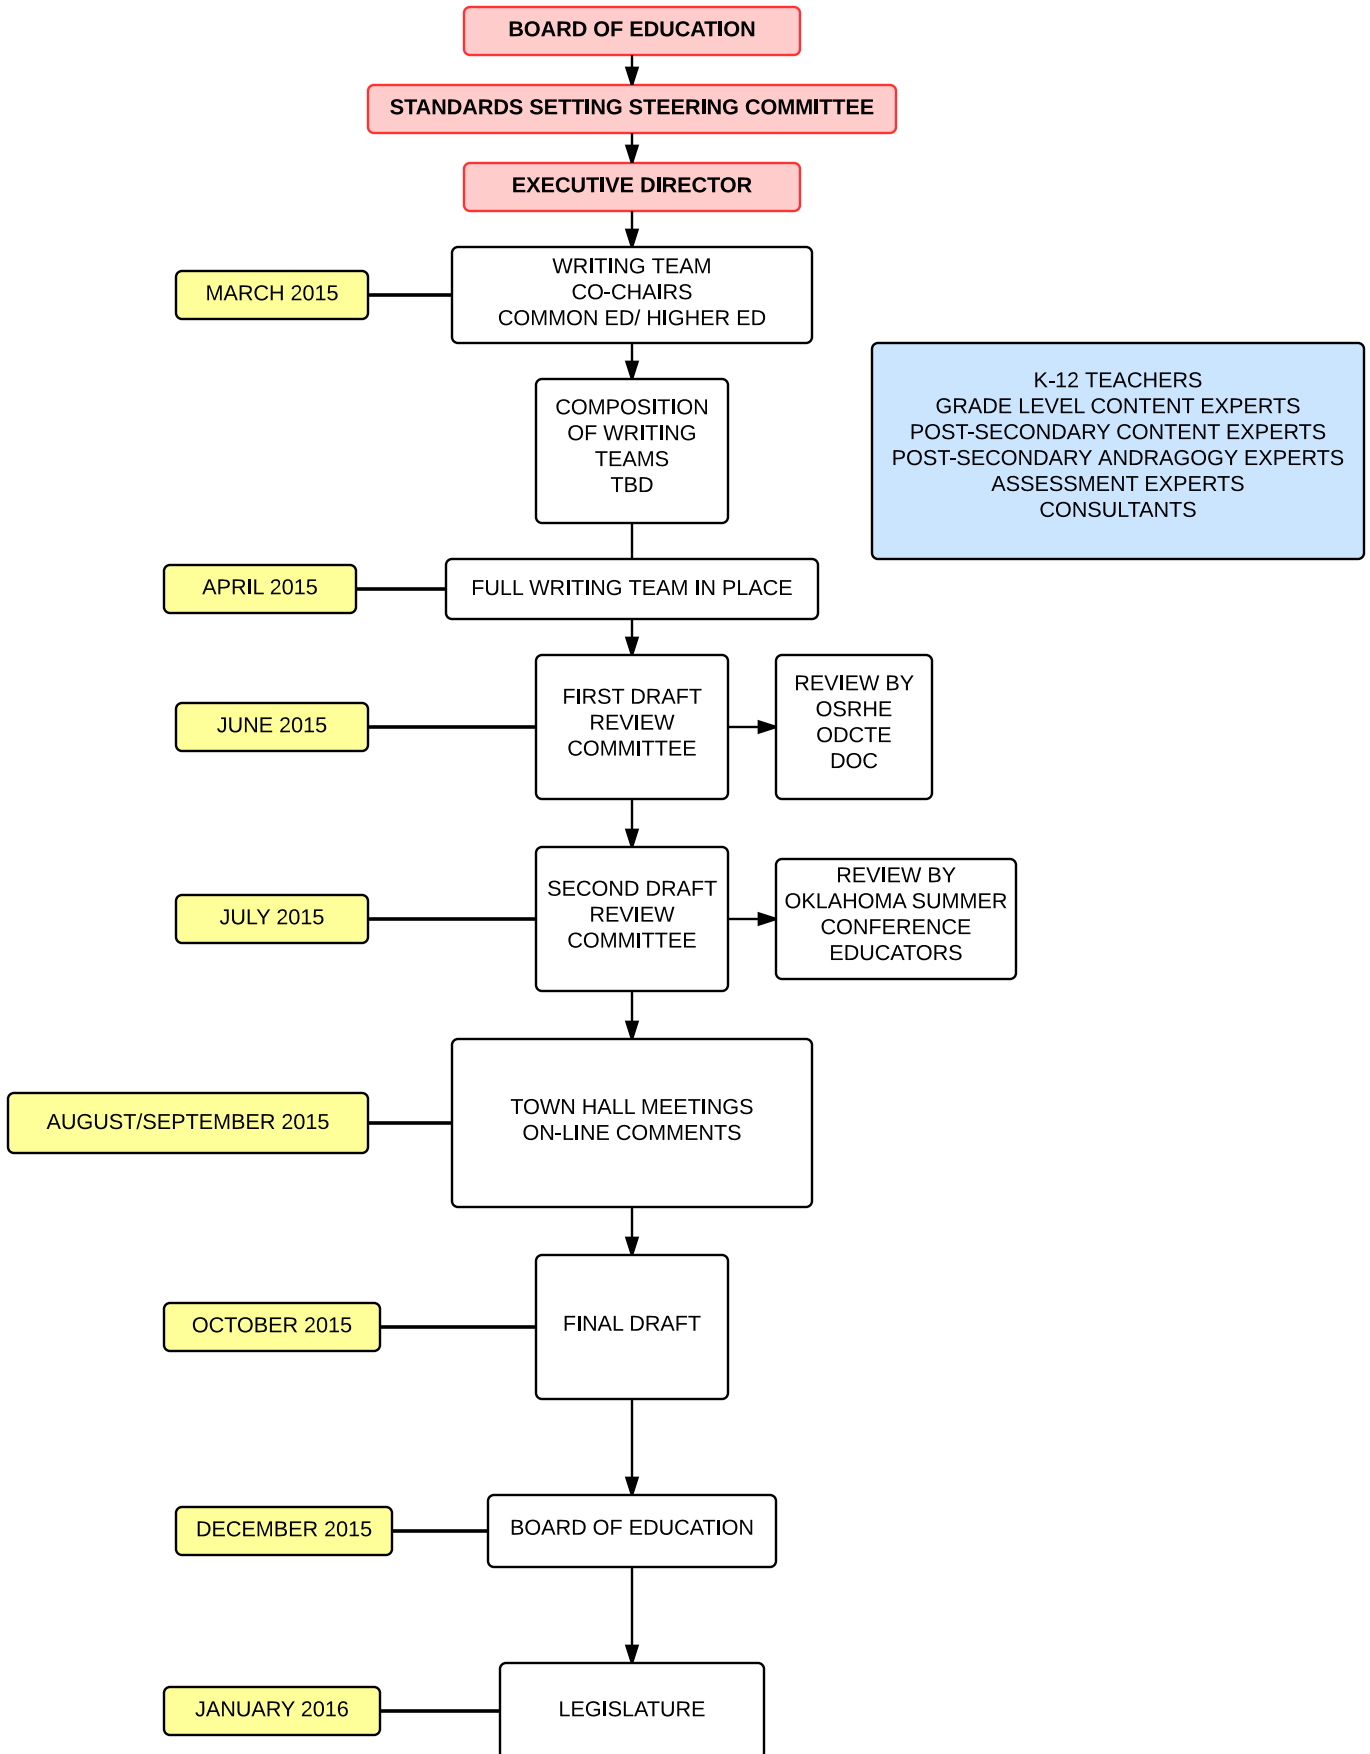 BOARD OF EDUCATION
STANDARDS SETTING STEERING COMMITTEE
EXECUTIVE DIRECTOR
MARCH 2015
WRITING TEAM
CO-CHAIRS
COMMON ED/ HIGHER ED
K-12 TEACHERS
GRADE LEVEL CONTENT EXPERTS
POST-SECONDARY CONTENT EXPERTS
POST-SECONDARY ANDRAGOGY EXPERTS
ASSESSMENT EXPERTS
CONSULTANTS
COMPOSITION
OF WRITING
TEAMS
TBD
APRIL 2015
FULL WRITING TEAM IN PLACE
JUNE 2015
FIRST DRAFT
REVIEW
COMMITTEE
REVIEW BY
OSRHE
ODCTE
DOC
JULY 2015
SECOND DRAFT
REVIEW
COMMITTEE
REVIEW BY
OKLAHOMA SUMMER
CONFERENCE
EDUCATORS
AUGUST/SEPTEMBER 2015
TOWN HALL MEETINGS
ON-LINE COMMENTS
OCTOBER 2015
FINAL DRAFT
DECEMBER 2015
BOARD OF EDUCATION
JANUARY 2016
LEGISLATURE